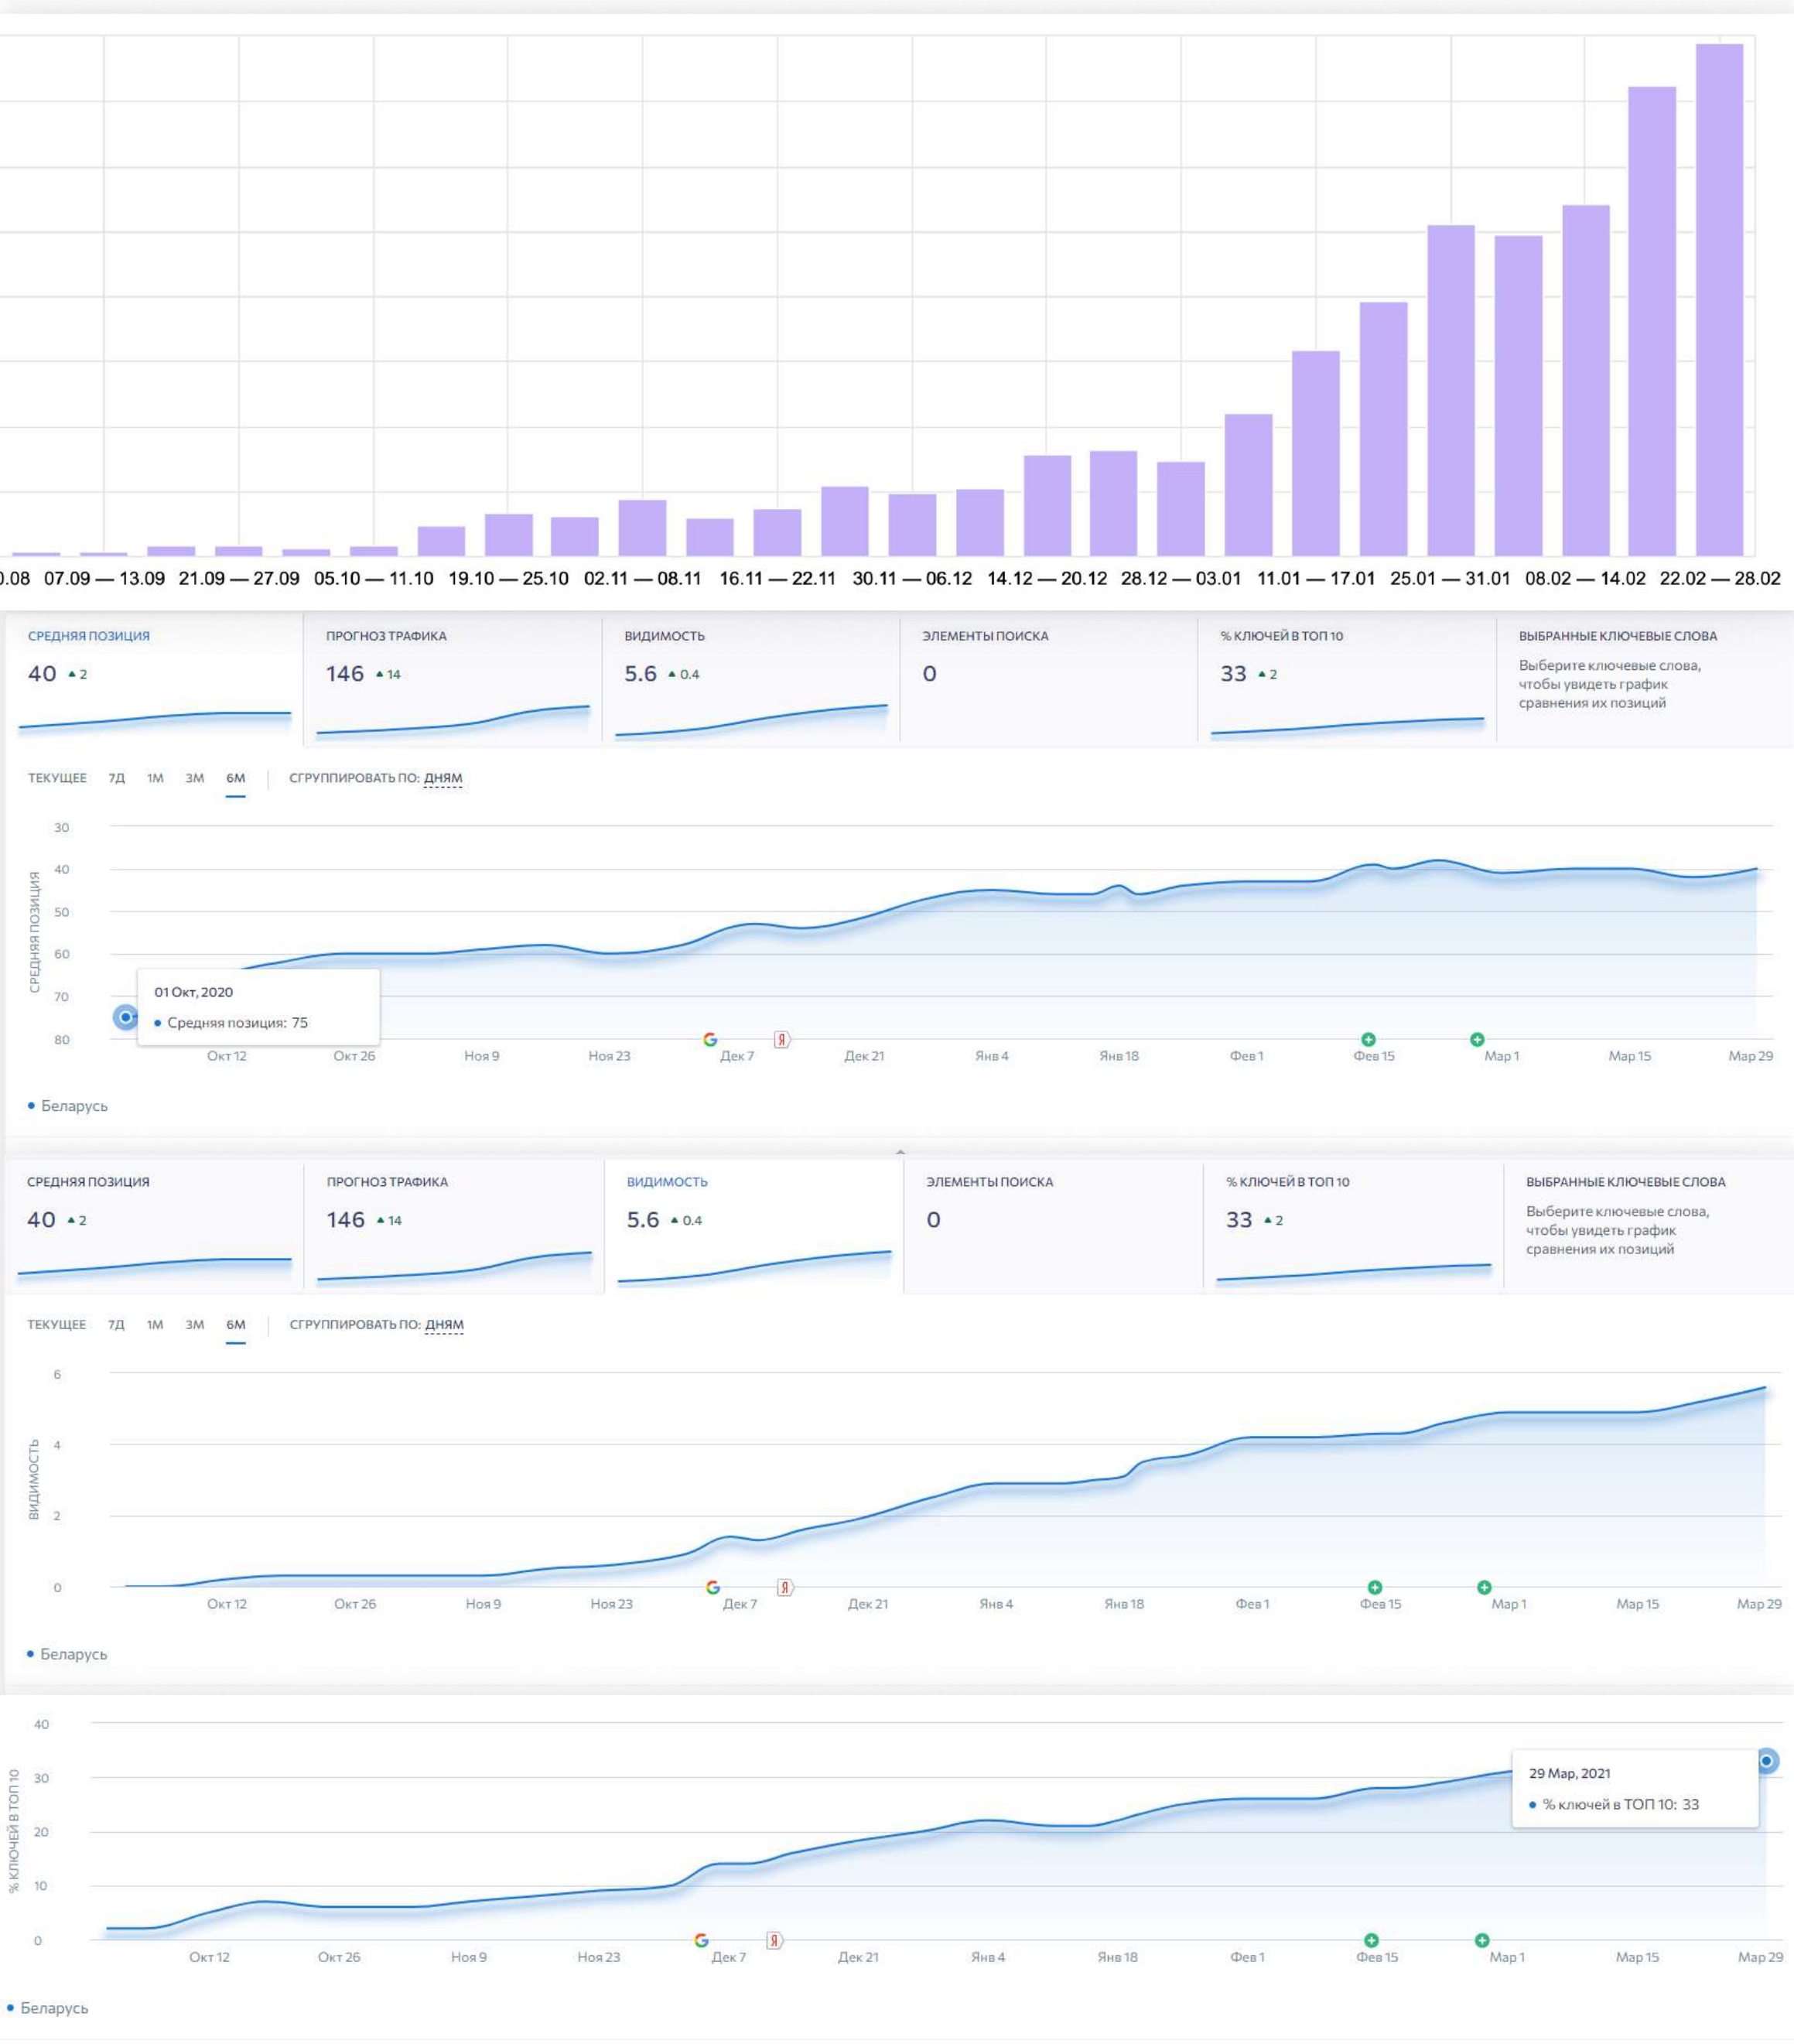 0.08 07.09 — 13.09 21.09 — 27.09 05.10 — 11.10 19.10 — 25.10 02.11 — 08.11 16.11 — 22.11 30.11 — 06.12 14.12 — 20.12 28.12 — 03.01 11.01 — 17.01 25.01 — 31.01 08.02 — 14.02 22.02 — 28.02
СРЕДНЯЯ ПОЗИЦИЯ ПРОГНОЗ ТРАФИКА ВИДИМОСТЬ ЭЛЕМЕНТЫ ПОИСКА % КЛЮЧЕЙ В ТОП 10 ВЫБРАННЫЕ КЛЮЧЕВЫЕ СЛОВА
40 ▲ 2 146 ▲ 14 5.6 ▲ 0.4 0 33 ▲ 2
Выберите ключевые слова,
чтобы увидеть график
сравнения их позиций
ТЕКУЩЕЕ 7Д 1М 3М 6М СГРУППИРОВАТЬ ПО: ДНЯМ
СРЕДНЯЯ ПОЗИЦИЯ
30
40
50
60
70
80
01 Окт, 2020
• Средняя позиция: 75
G Я
Окт 12 Окт 26 Ноя 9 Ноя 23 Дек 7 Дек 21 Янв 4 Янв 18 Фев 1 Фев 15 Мар 1 Мар 15 Мар 29
• Беларусь
СРЕДНЯЯ ПОЗИЦИЯ ПРОГНОЗ ТРАФИКА ВИДИМОСТЬ ЭЛЕМЕНТЫ ПОИСКА % КЛЮЧЕЙ В ТОП 10 ВЫБРАННЫЕ КЛЮЧЕВЫЕ СЛОВА
40 ▲ 2 146 ▲ 14 5.6 ▲ 0.4 0 33 ▲ 2
Выберите ключевые слова,
чтобы увидеть график
сравнения их позиций
ТЕКУЩЕЕ 7Д 1М 3М 6М СГРУППИРОВАТЬ ПО: ДНЯМ
ВИДИМОСТЬ
6
4
2
0
G Я
Окт 12 Окт 26 Ноя 9 Ноя 23 Дек 7 Дек 21 Янв 4 Янв 18 Фев 1 Фев 15 Мар 1 Мар 15 Мар 29
• Беларусь
% КЛЮЧЕЙ В ТОП 10
40
30
20
10
0
29 Мар, 2021
• % ключей в ТОП 10: 33
G Я
Окт 12 Окт 26 Ноя 9 Ноя 23 Дек 7 Дек 21 Янв 4 Янв 18 Фев 1 Фев 15 Мар 1 Мар 15 Мар 29
• Беларусь